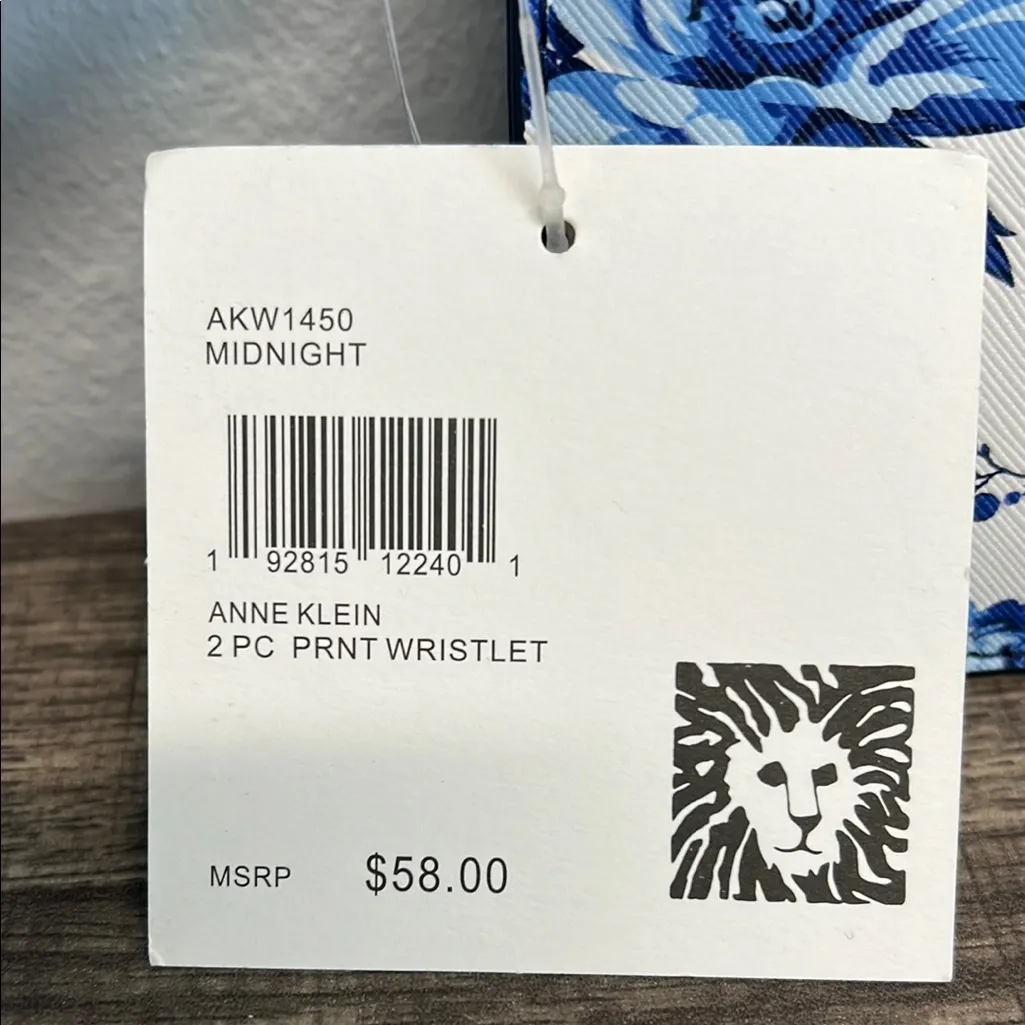 AKW1450
MIDNIGHT
1 92815 12240 1
ANNE KLEIN
2 PC PRNT WRISTLET
MSRP $58.00